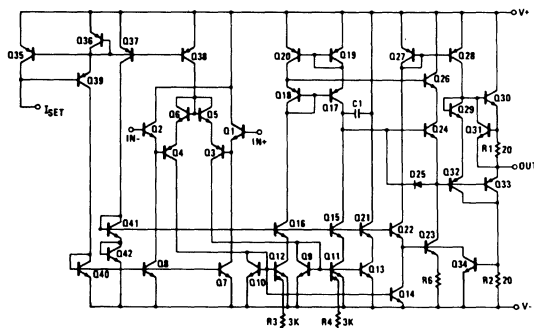 V+
Q36 Q37
Q35 Q38 Q20 Q19 Q27 Q28
Q39 Q26
Q18 Q17 Q30
ISET Q6 Q5 C1 Q29
Q2 Q1 Q24 Q31 R1 20
IN- Q4 Q3 IN+
OUT
D25 Q32 Q33
Q41 Q16 Q15 Q21 Q22
Q42 Q23
Q12 Q9 Q11 Q34
Q40 Q8 Q7 Q10 Q13 R6 R2 20
Q14
V-
R3 3K R4 3K